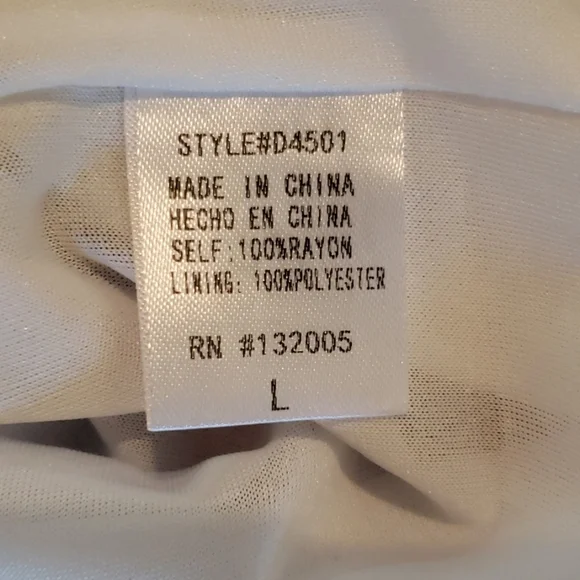 STYLE#D4501
MADE IN CHINA
HECHO EN CHINA
SELF:100%RAYON
LINING: 100%POLYESTER
RN #132005
L